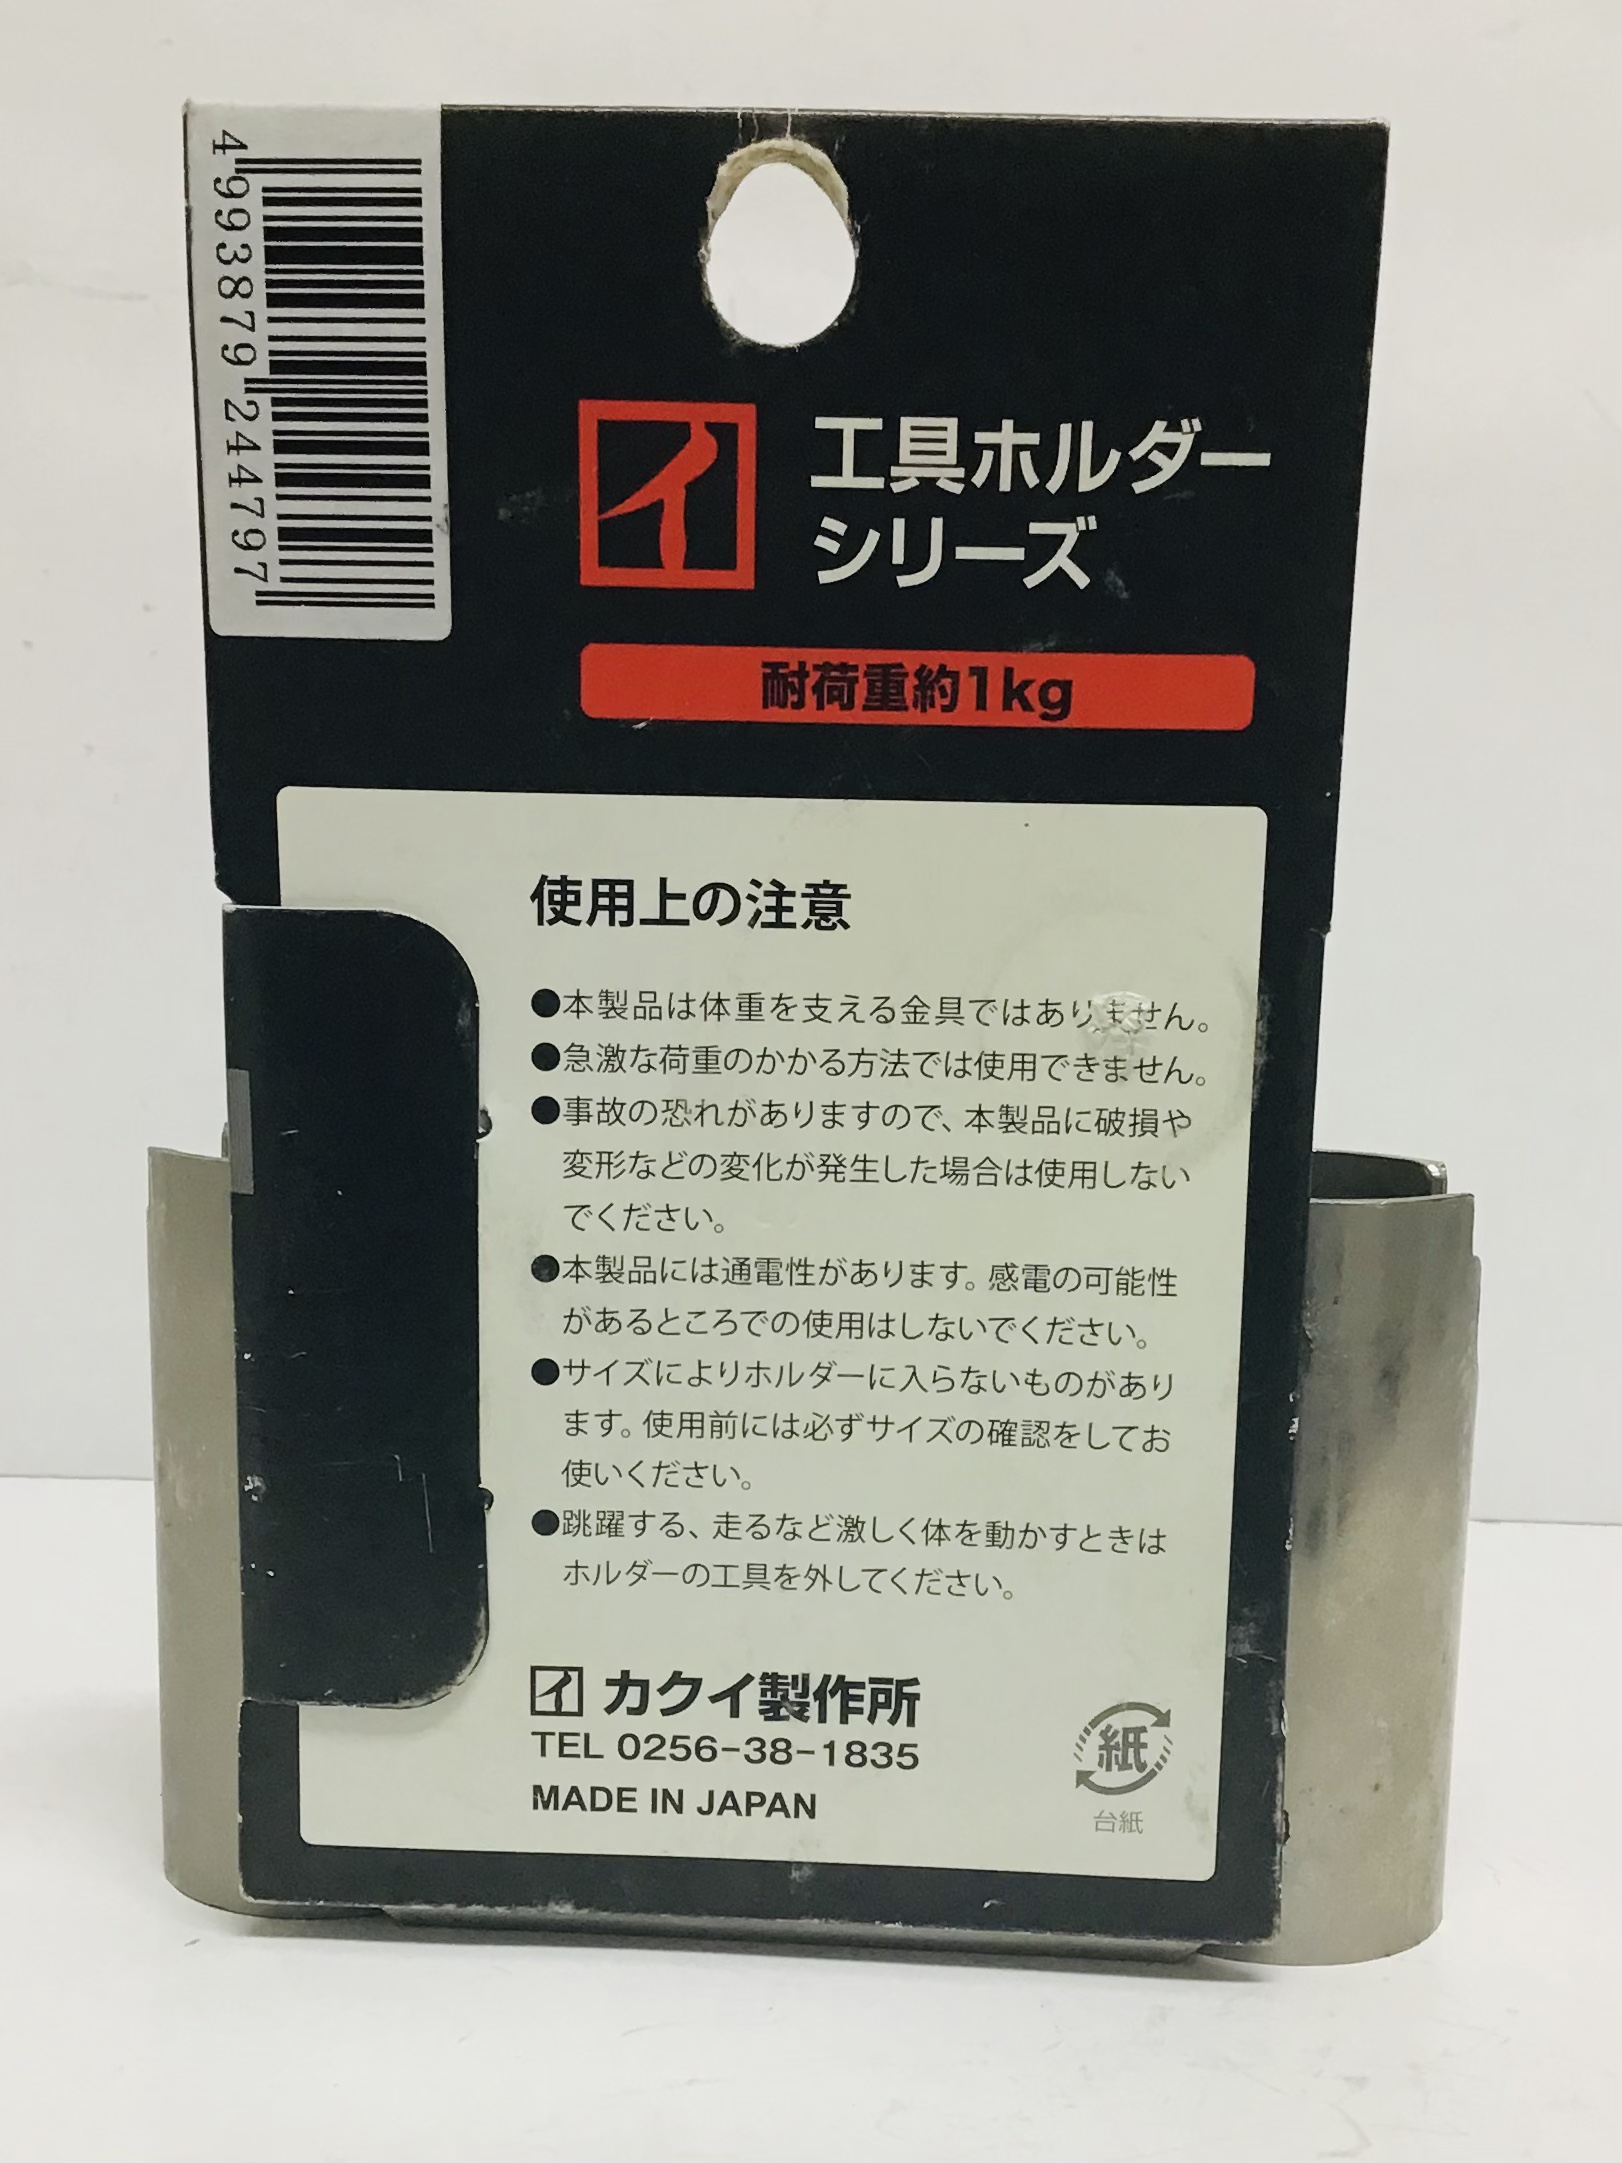 4993879244797
イ
工具ホルダー
シリーズ
耐荷重約1kg
使用上の注意
●本製品は体重を支える金具ではありません。
●急激な荷重のかかる方法では使用できません。
●事故の恐れがありますので、本製品に破損や
変形などの変化が発生した場合は使用しない
でください。
●本製品には通電性があります。感電の可能性
があるところでの使用はしないでください。
●サイズによりホルダーに入らないものがあり
ます。使用前には必ずサイズの確認をしてお
使いください。
●跳躍する、走るなど激しく体を動かすときは
ホルダーの工具を外してください。
イ カクイ製作所
TEL 0256-38-1835
MADE IN JAPAN
紙
台紙